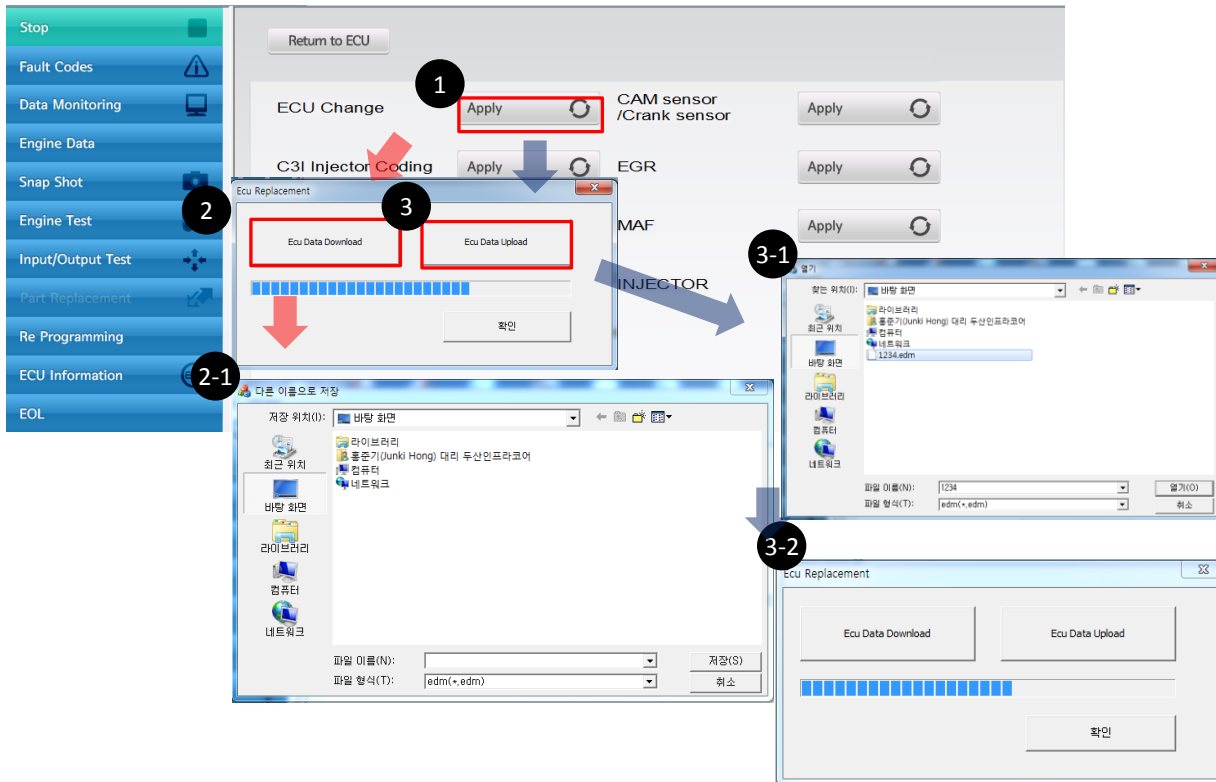 Stop
Fault Codes
Data Monitoring
Engine Data
Snap Shot
Engine Test
Input/Output Test
Part Replacement
Re Programming
ECU Information
EOL
Return to ECU
1
ECU Change
Apply
CAM sensor
/Crank sensor
Apply
C3I Injector Coding
Apply
EGR
Apply
MAF
Apply
INJECTOR
2
3
Ecu Replacement
Ecu Data Download
Ecu Data Upload
확인
2-1
다른 이름으로 저장
저장 위치(I):
바탕 화면
최근 위치
바탕 화면
라이브러리
컴퓨터
네트워크
라이브러리
홍준기(Junki Hong) 대리 두산인프라코어
컴퓨터
네트워크
파일 이름(N):
저장(S)
파일 형식(T):
edm(*.edm)
취소
3-1
열기
찾는 위치(I):
바탕 화면
최근 위치
바탕 화면
라이브러리
컴퓨터
네트워크
라이브러리
홍준기(Junki Hong) 대리 두산인프라코어
컴퓨터
네트워크
1234.edm
파일 이름(N):
1234
열기(O)
파일 형식(T):
edm(*.edm)
취소
3-2
Ecu Replacement
Ecu Data Download
Ecu Data Upload
확인